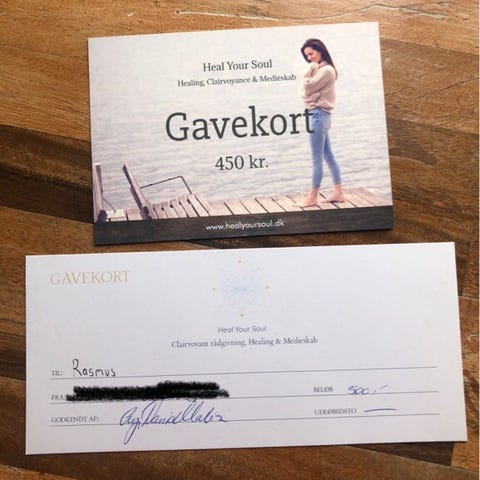 Heal Your Soul
Healing, Clairvoyance & Medieskab
Gavekort
450 kr.
www.healyoursoul.dk
GAVEKORT
Heal Your Soul
Clairvoyant rådgivning, Healing & Medieskab
TIL: Rasmus
FRA:
BELØB 500,-
GODKENDT AF:
UDLØBSDATO —